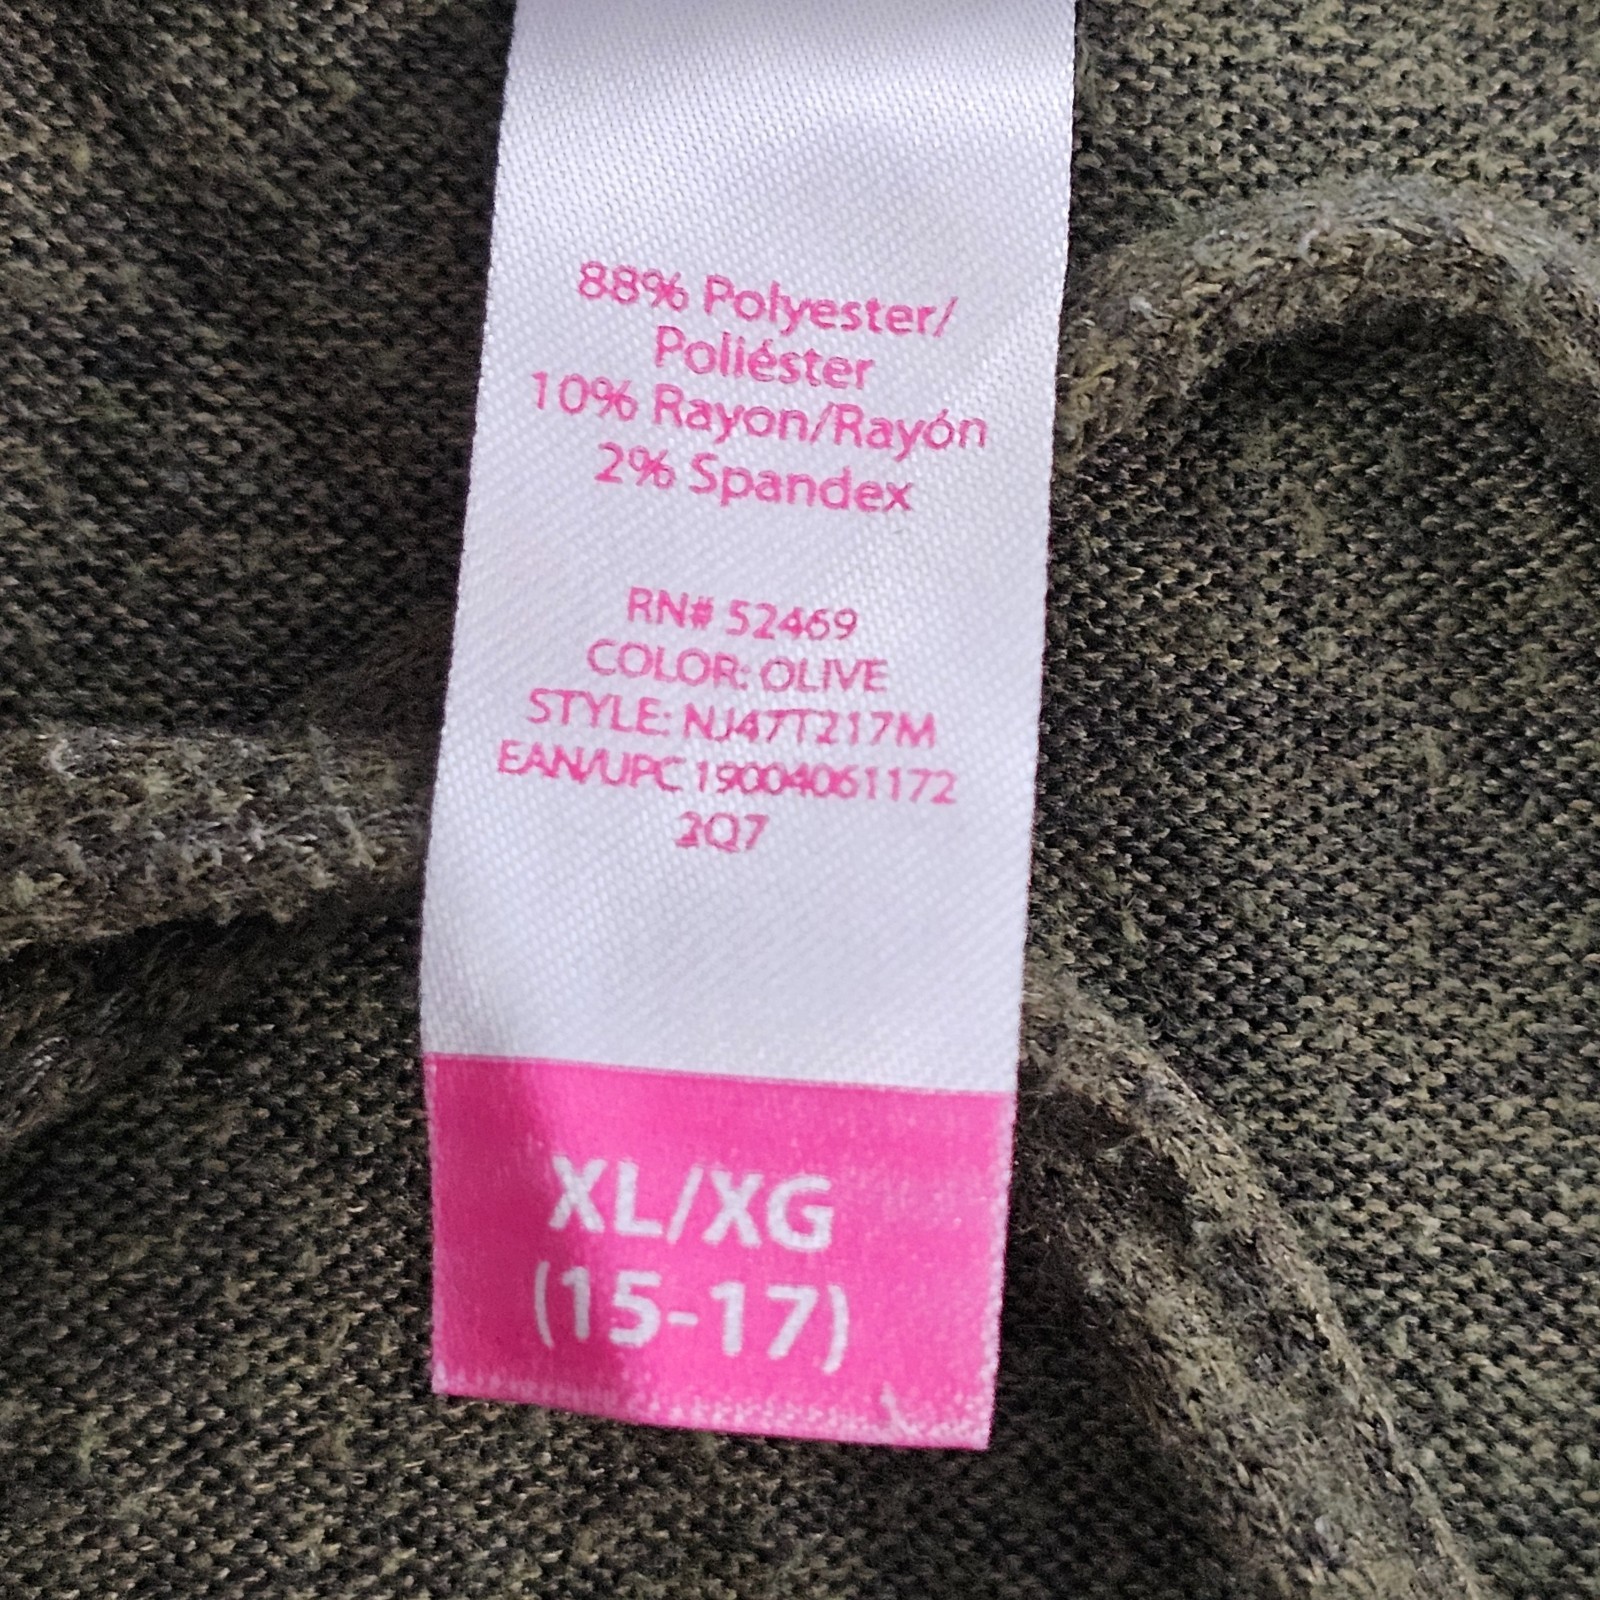 88% Polyester/
Poliéster
10% Rayon/Rayón
2% Spandex
RN# 52469
COLOR: OLIVE
STYLE: NJ47T217M
EAN/UPC 19004061172
2Q7
XL/XG
(15-17)